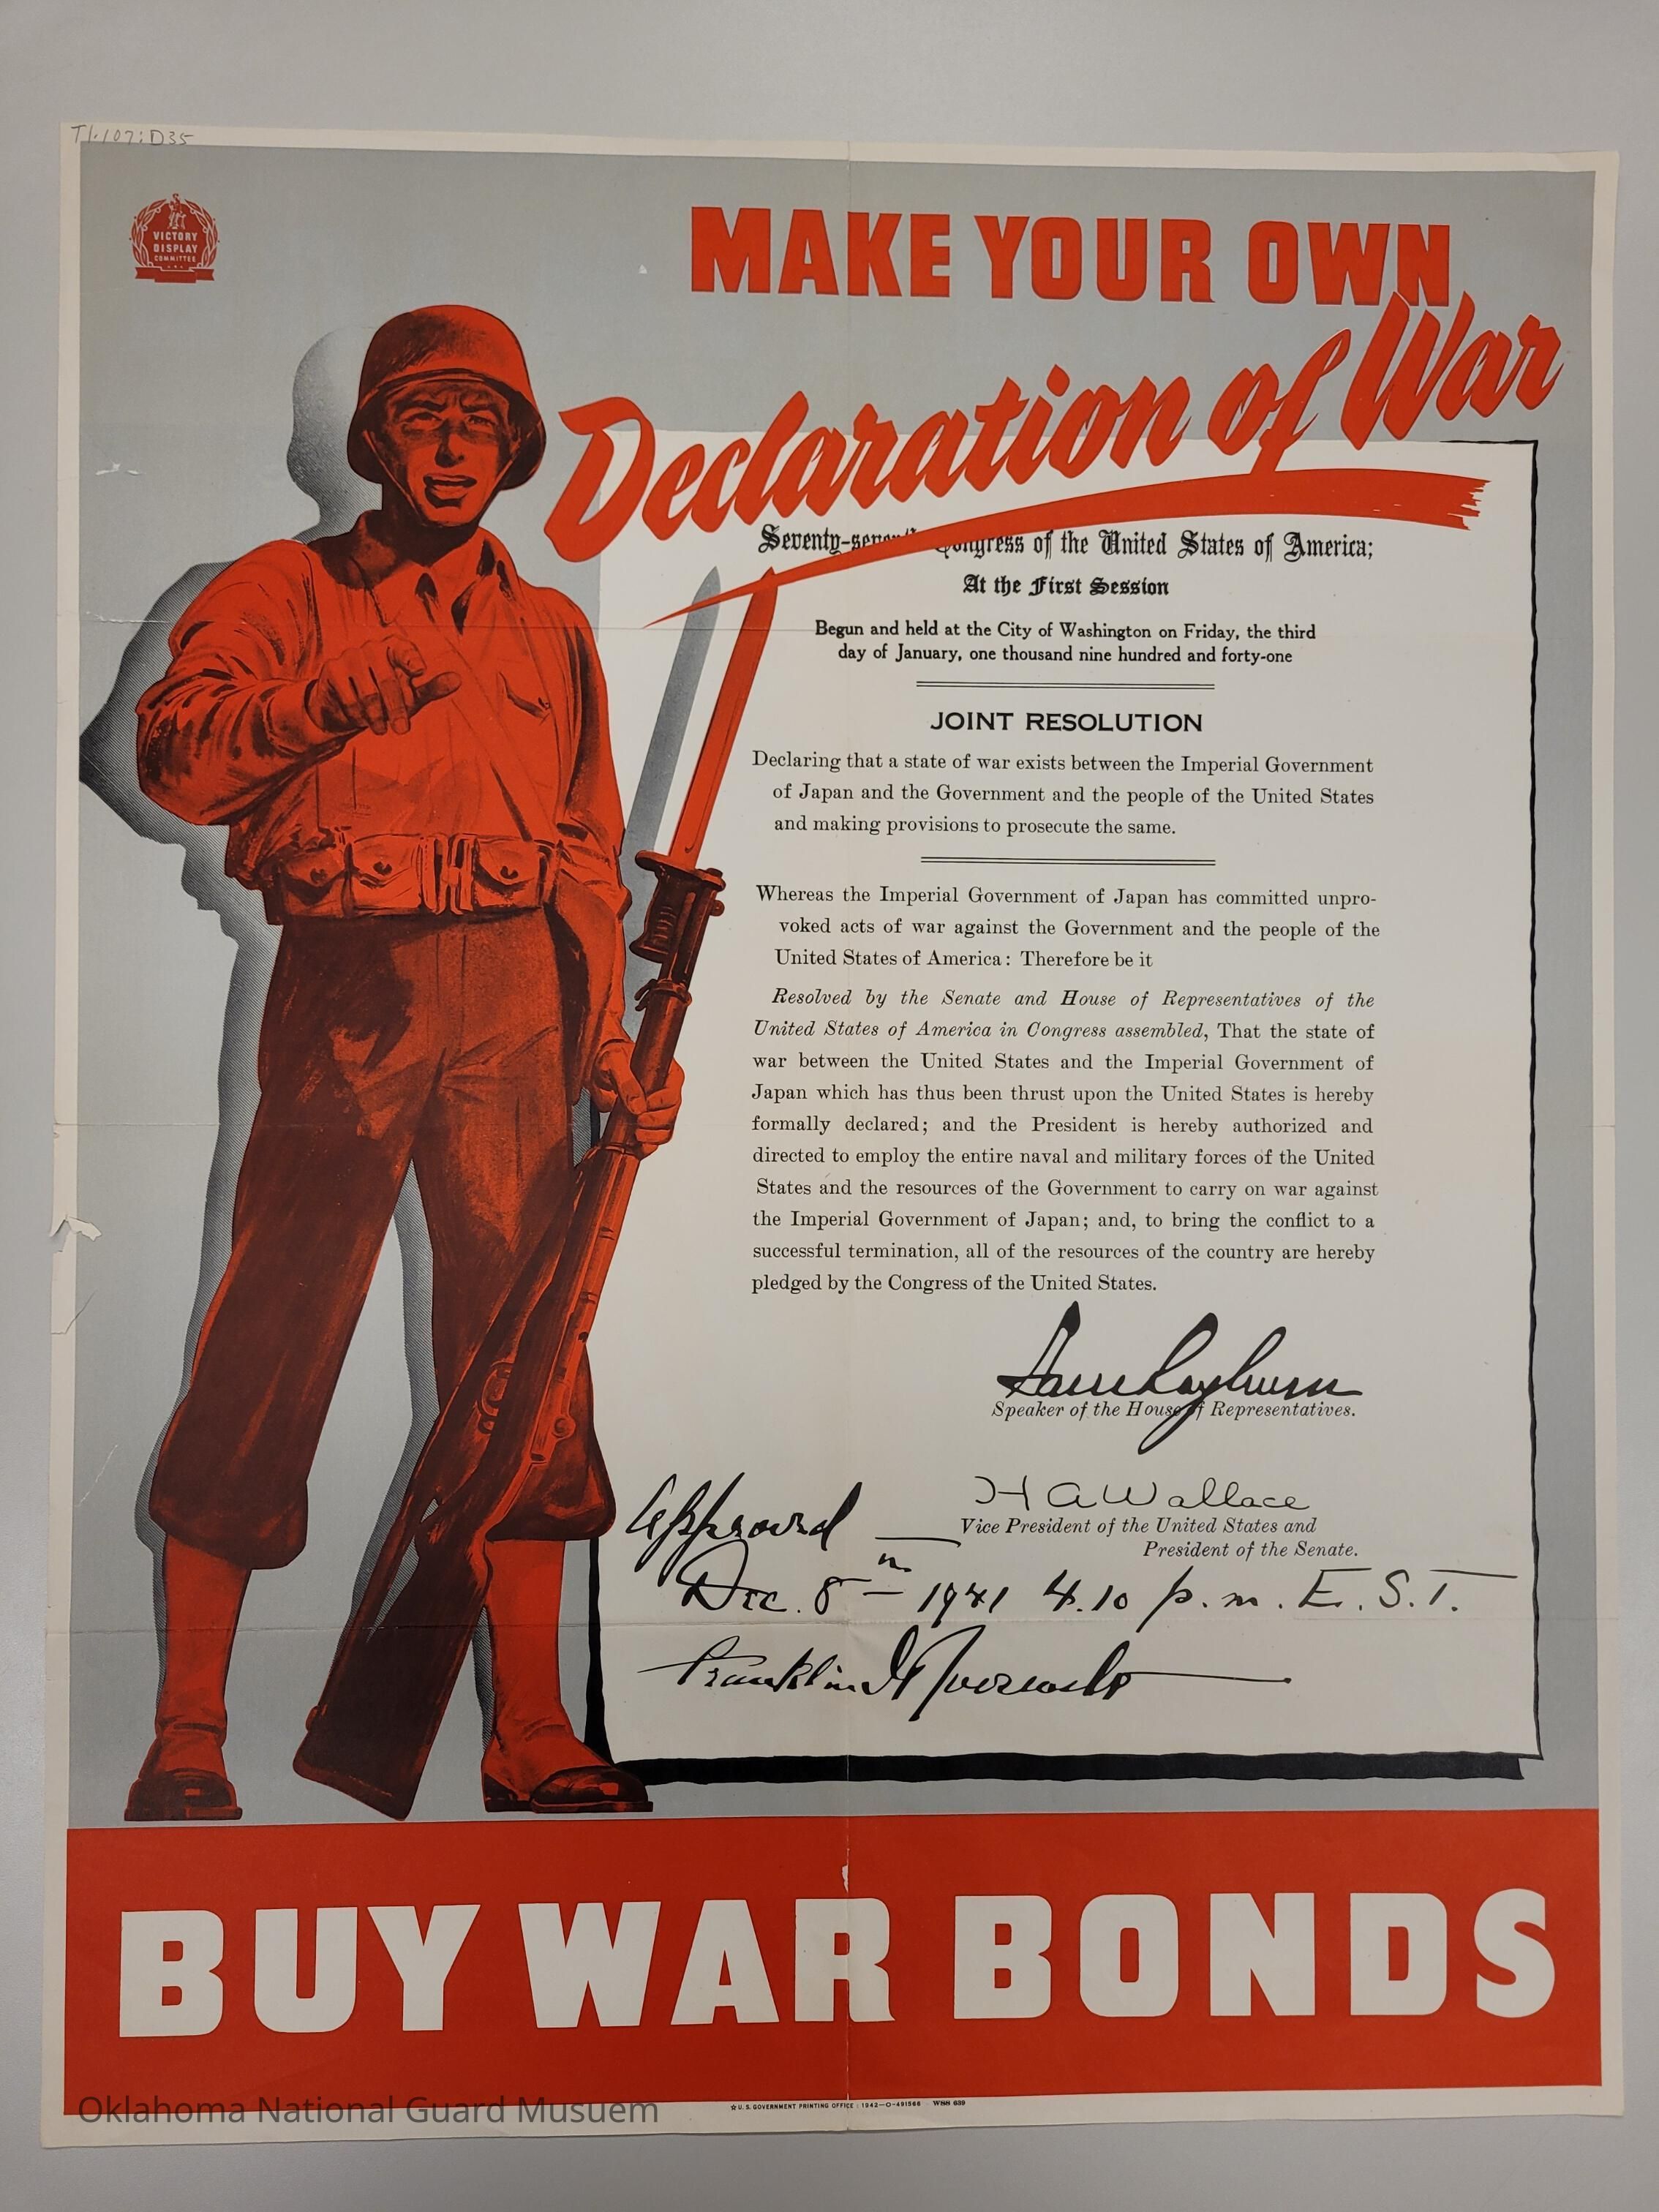 T1.107:D35
VICTORY
DISPLAY
COMMITTEE
MAKE YOUR OWN
Declaration of War
Seventy-seventh Congress of the United States of America;
At the First Session
Begun and held at the City of Washington on Friday, the third
day of January, one thousand nine hundred and forty-one
JOINT RESOLUTION
Declaring that a state of war exists between the Imperial Government
of Japan and the Government and the people of the United States
and making provisions to prosecute the same.
Whereas the Imperial Government of Japan has committed unpro-
voked acts of war against the Government and the people of the
United States of America: Therefore be it
Resolved by the Senate and House of Representatives of the
United States of America in Congress assembled, That the state of
war between the United States and the Imperial Government of
Japan which has thus been thrust upon the United States is hereby
formally declared; and the President is hereby authorized and
directed to employ the entire naval and military forces of the United
States and the resources of the Government to carry on war against
the Imperial Government of Japan; and, to bring the conflict to a
successful termination, all of the resources of the country are hereby
pledged by the Congress of the United States.
Sam Rayburn
Speaker of the House of Representatives.
H A Wallace
Vice President of the United States and
President of the Senate.
Approved
Dec. 8th 1941 4.10 p.m. E.S.T.
Franklin D Roosevelt
BUY WAR BONDS
☆ U. S. GOVERNMENT PRINTING OFFICE : 1942—O-491566 WSS 639
Oklahoma National Guard Musuem